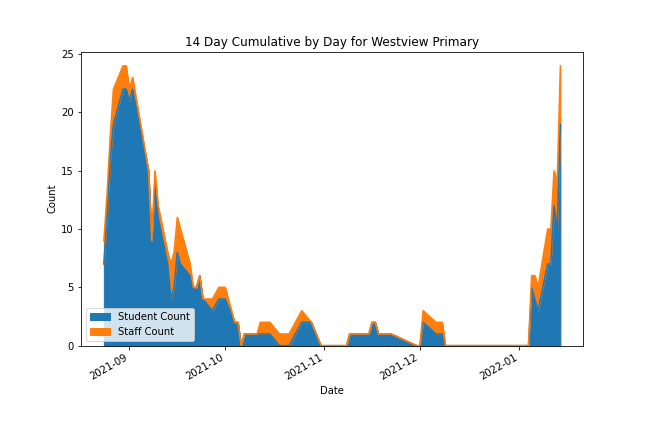 14 Day Cumulative by Day for Westview Primary
25
20
15
10
5
0
Count
Student Count
Staff Count
2021-09
2021-10
2021-11
2021-12
2022-01
Date